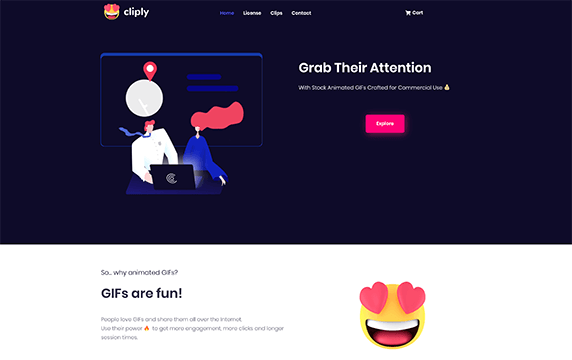 cliply
Home License Clips Contact
Cart
Grab Their Attention
With Stock Animated GIFs Crafted for Commercial Use
Explore
So... why animated GIFs?
GIFs are fun!
People love GIFs and share them all over the Internet.
Use their power 🔥 to get more engagement, more clicks and longer
session times.